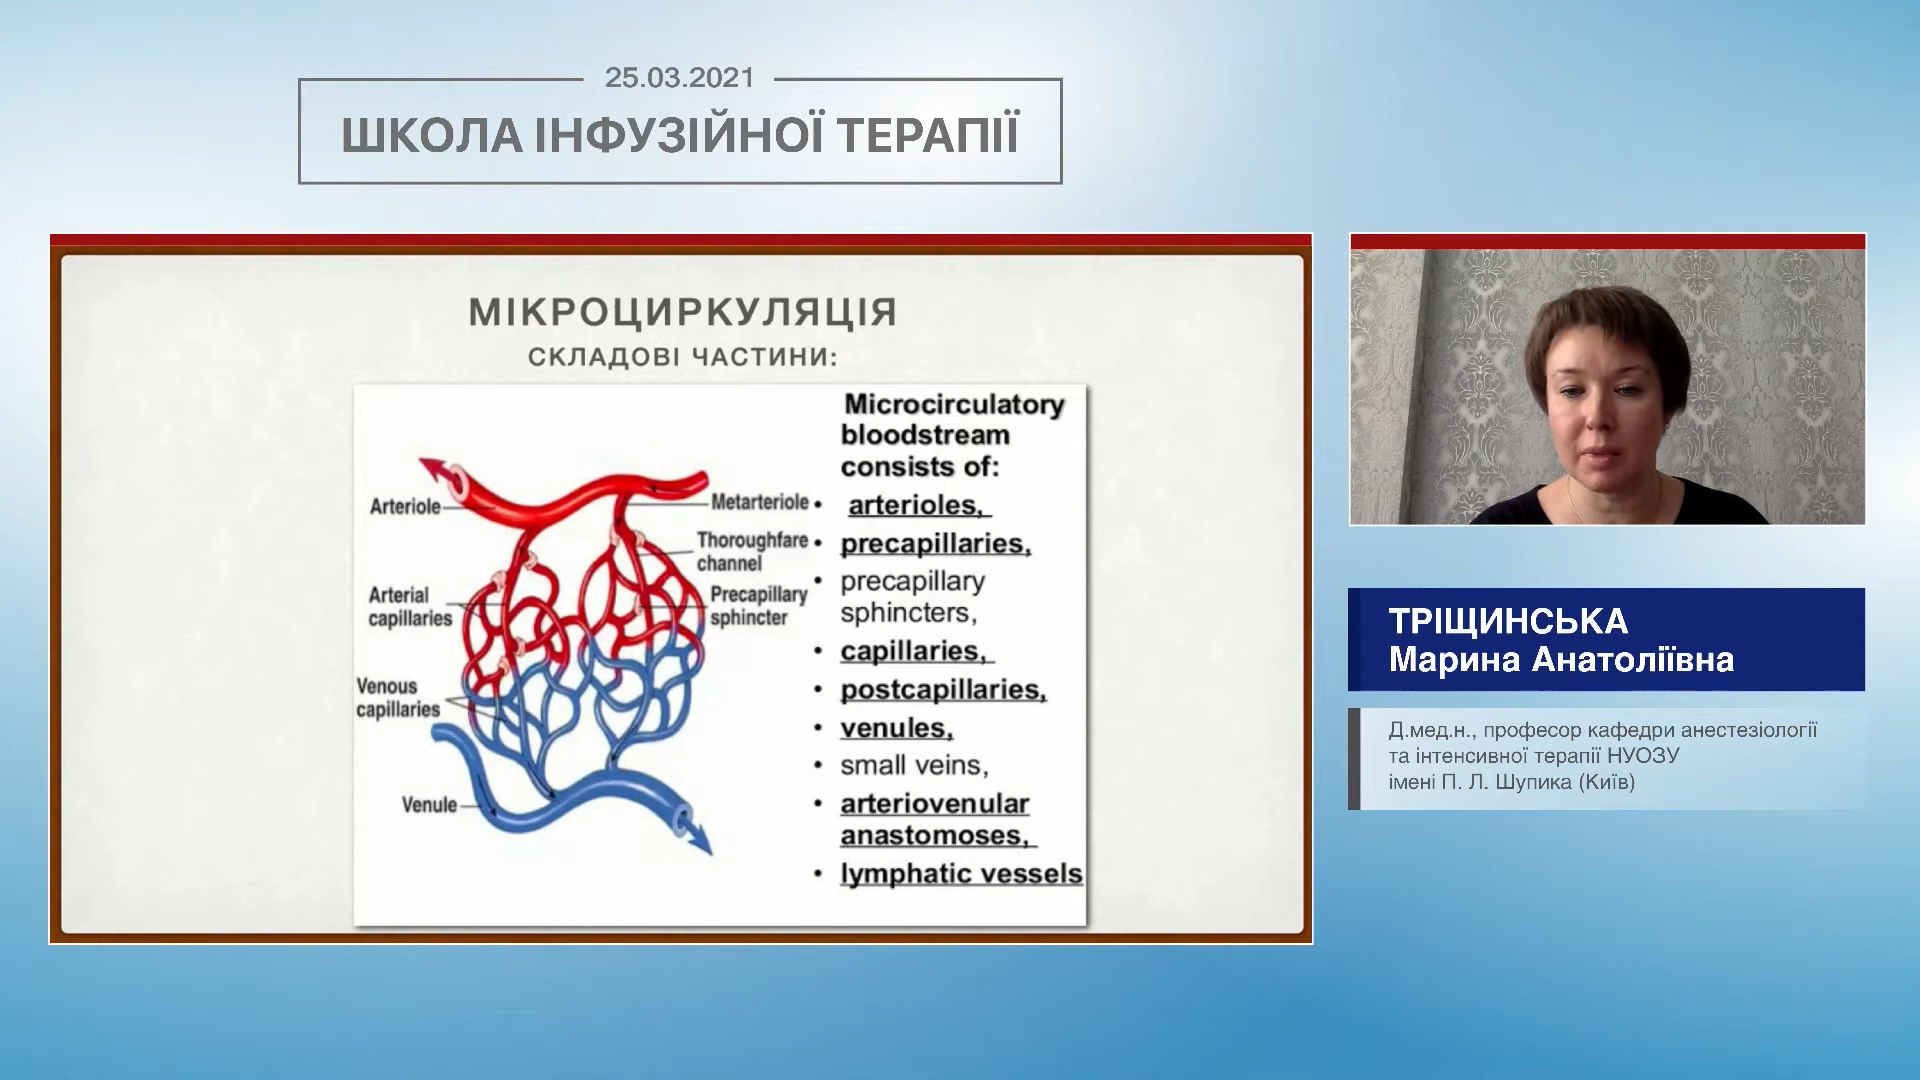 25.03.2021
ШКОЛА ІНФУЗІЙНОЇ ТЕРАПІЇ
МІКРОЦИРКУЛЯЦІЯ
СКЛАДОВІ ЧАСТИНИ:
Arteriole
Arterial
capillaries
Venous
capillaries
Venule
Metarteriole
Thoroughfare
channel
Precapillary
sphincter
Microcirculatory
bloodstream
consists of:
• arterioles,
• precapillaries,
• precapillary
sphincters,
• capillaries,
• postcapillaries,
• venules,
• small veins,
• arteriovenular
anastomoses,
• lymphatic vessels
ТРІЩИНСЬКА
Марина Анатоліївна
Д.мед.н., професор кафедри анестезіології
та інтенсивної терапії НУОЗУ
імені П. Л. Шупика (Київ)